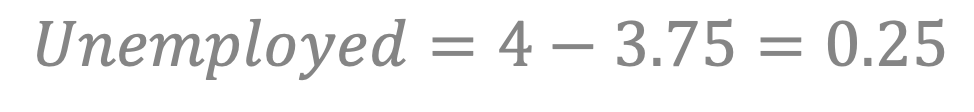 Unemployed = 4 − 3.75 = 0.25